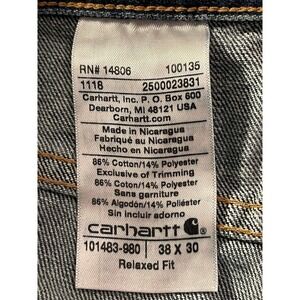 RN# 14806 100135
1118 2500023831
Carhartt, Inc. P. O. Box 600
Dearborn, MI 48121 USA
Carhartt.com
Made in Nicaragua
Fabriqué au Nicaragua
Hecho en Nicaragua
86% Cotton/14% Polyester
Exclusive of Trimming
86% Coton/14% Polyester
Sans garniture
86% Algodón/14% Poliester
Sin incluir adorno
carhartt
101483-980 38 X 30
Relaxed Fit